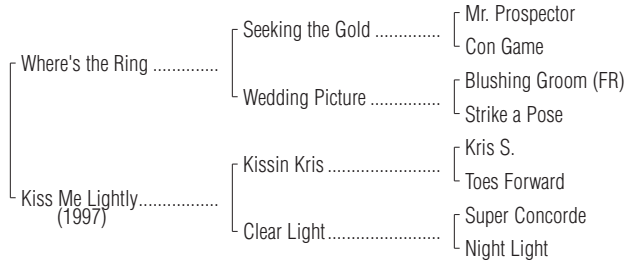 Mr. Prospector
Seeking the Gold ..............
Con Game
Where's the Ring ..............
Blushing Groom (FR)
Wedding Picture ...............
Strike a Pose
Kris S.
Kissin Kris .......................
Toes Forward
Kiss Me Lightly.................
(1997)
Super Concorde
Clear Light.......................
Night Light